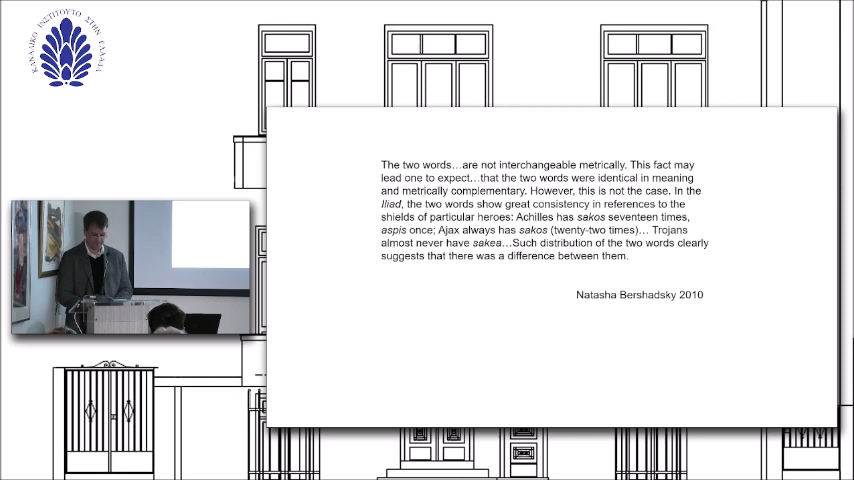 ΚΑΝΑΔΙΚΟ ΙΝΣΤΙΤΟΥΤΟ ΣΤΗΝ ΕΛΛΑΔΑ
The two words…are not interchangeable metrically. This fact may
lead one to expect…that the two words were identical in meaning
and metrically complementary. However, this is not the case. In the
Iliad, the two words show great consistency in references to the
shields of particular heroes: Achilles has sakos seventeen times,
aspis once; Ajax always has sakos (twenty-two times)… Trojans
almost never have sakea…Such distribution of the two words clearly
suggests that there was a difference between them.
Natasha Bershadsky 2010